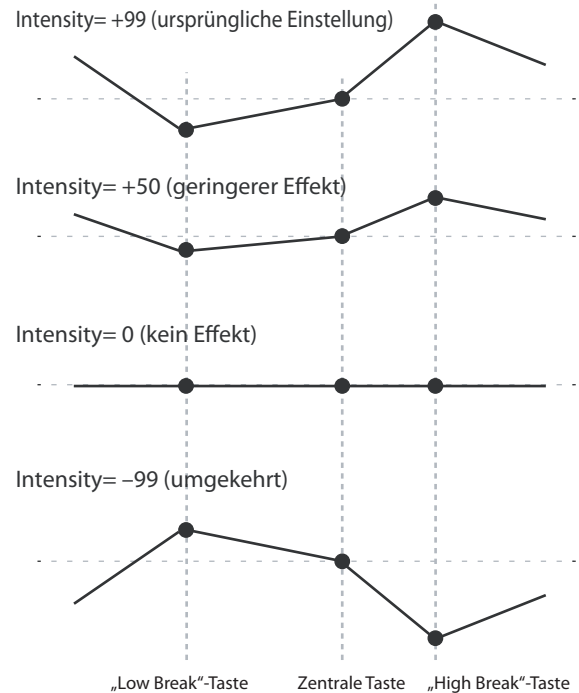 Intensity= +99 (ursprüngliche Einstellung)
Intensity= +50 (geringerer Effekt)
Intensity= 0 (kein Effekt)
Intensity= –99 (umgekehrt)
„Low Break“-Taste
Zentrale Taste
„High Break“-Taste